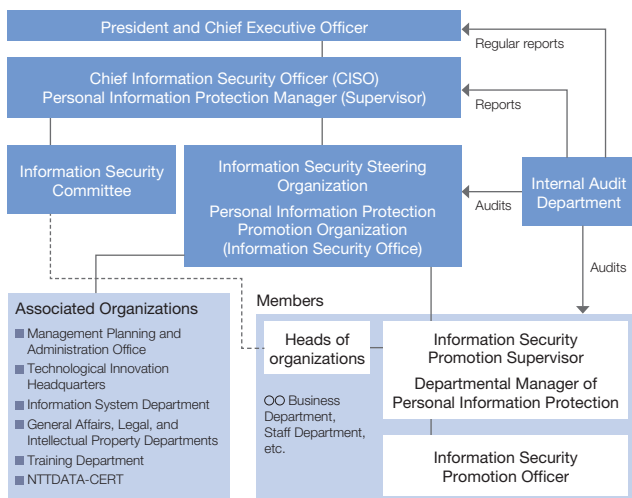 President and Chief Executive Officer
Regular reports
Chief Information Security Officer (CISO)
Personal Information Protection Manager (Supervisor)
Reports
Information Security
Committee
Information Security Steering
Organization
Personal Information Protection
Promotion Organization
(Information Security Office)
Internal Audit
Department
Audits
Audits
Associated Organizations
Management Planning and
Administration Office
Technological Innovation
Headquarters
Information System Department
General Affairs, Legal, and
Intellectual Property Departments
Training Department
NTTDATA-CERT
Members
Heads of
organizations
○○ Business
Department,
Staff Department,
etc.
Information Security
Promotion Supervisor
Departmental Manager of
Personal Information Protection
Information Security
Promotion Officer